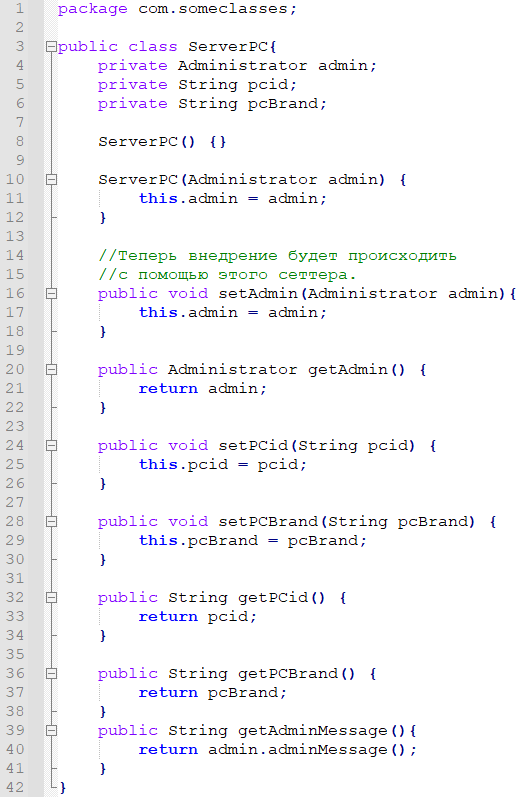 1 package com.someclasses;
2
3 public class ServerPC{
4     private Administrator admin;
5     private String pcid;
6     private String pcBrand;
7
8     ServerPC() {}
9
10     ServerPC(Administrator admin) {
11         this.admin = admin;
12     }
13
14     //Теперь внедрение будет происходить
15     //с помощью этого сеттера.
16     public void setAdmin(Administrator admin){
17         this.admin = admin;
18     }
19
20     public Administrator getAdmin() {
21         return admin;
22     }
23
24     public void setPCid(String pcid) {
25         this.pcid = pcid;
26     }
27
28     public void setPCBrand(String pcBrand) {
29         this.pcBrand = pcBrand;
30     }
31
32     public String getPCid() {
33         return pcid;
34     }
35
36     public String getPCBrand() {
37         return pcBrand;
38     }
39     public String getAdminMessage(){
40         return admin.adminMessage();
41     }
42 }